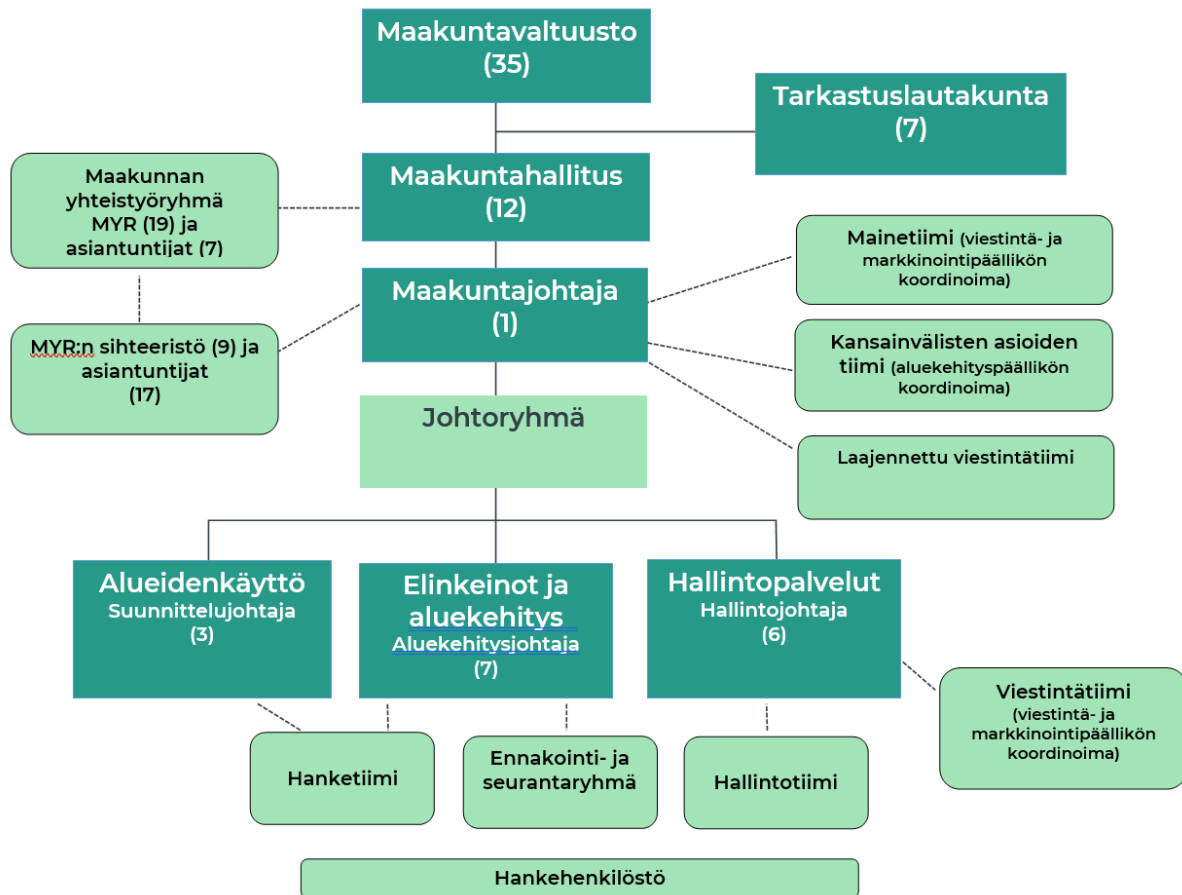 Maakuntavaltuusto
(35)
Tarkastuslautakunta
(7)
Maakuntahallitus
(12)
Maakunnan
yhteistyöryhmä
MYR (19) ja
asiantuntijat (7)
Maakuntajohtaja
(1)
Mainetiimi (viestintä- ja
markkinointipäällikön
koordinoima)
MYR:n sihteeristö (9) ja
asiantuntijat
(17)
Kansainvälisten asioiden
tiimi (aluekehityspäällikön
koordinoima)
Johtoryhmä
Laajennettu viestintätiimi
Alueidenkäyttö
Suunnittelujohtaja
(3)
Elinkeinot ja
aluekehitys
Aluekehitysjohtaja
(7)
Hallintopalvelut
Hallintojohtaja
(6)
Viestintätiimi
(viestintä- ja
markkinointipäällikön
koordinoima)
Hanketiimi
Ennakointi- ja
seurantaryhmä
Hallintotiimi
Hankehenkilöstö